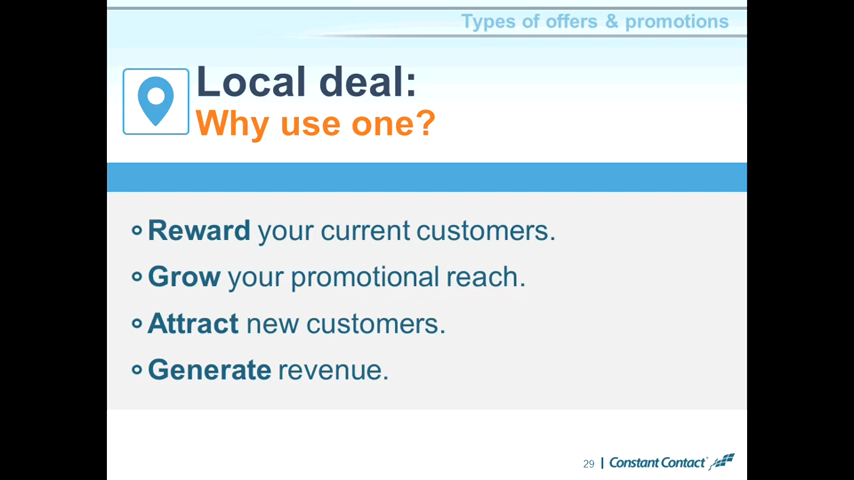 Types of offers & promotions
Local deal:
Why use one?
Reward your current customers.
Grow your promotional reach.
Attract new customers.
Generate revenue.
29 | Constant Contact